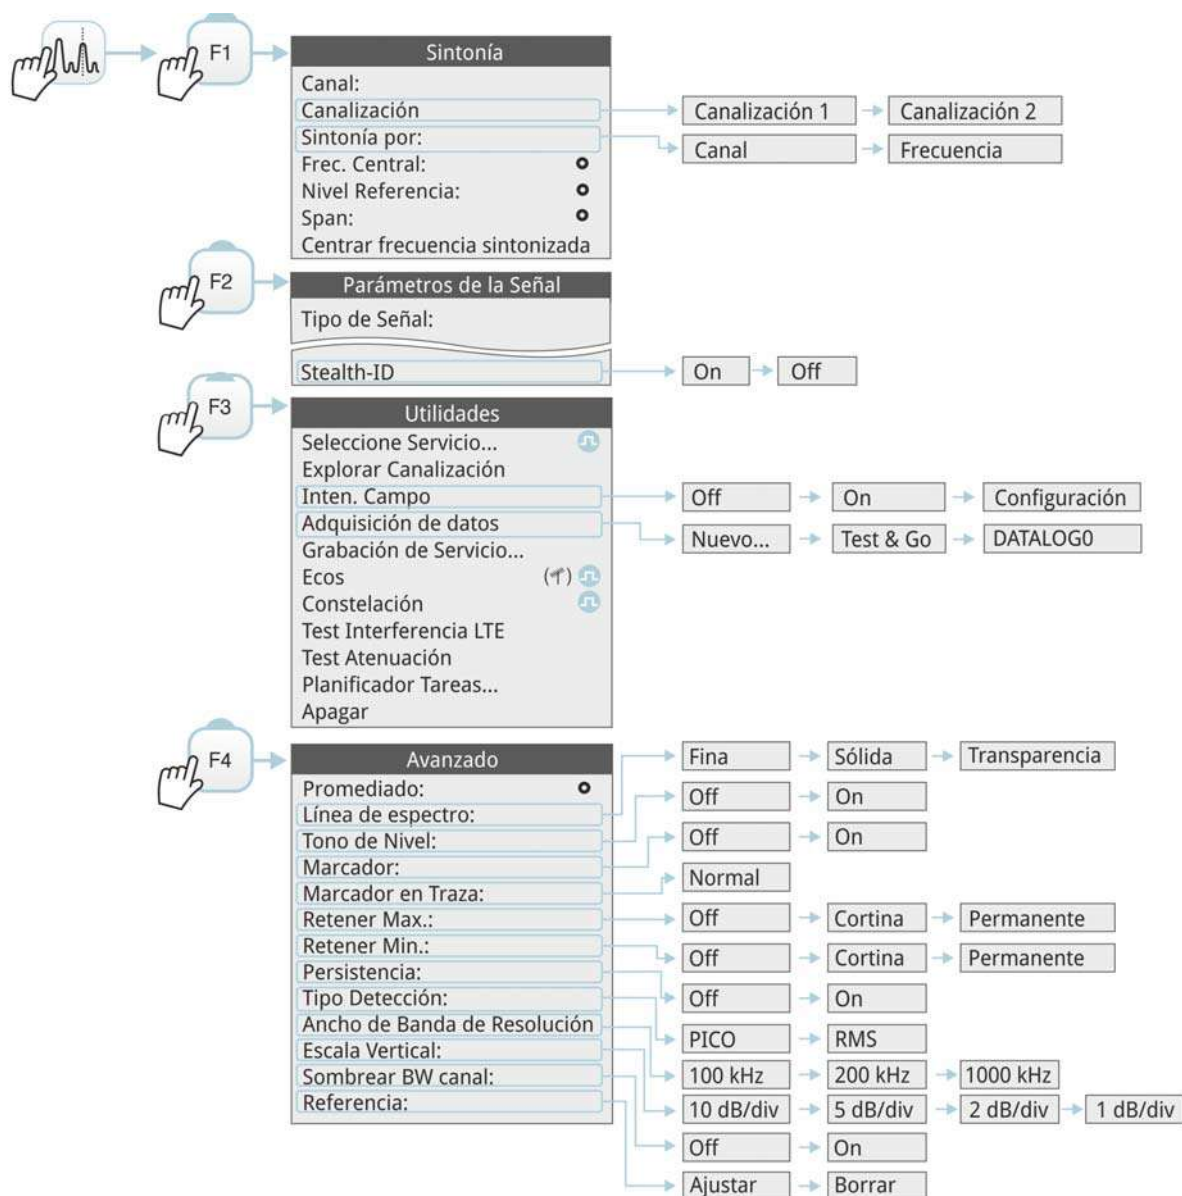 F1
Sintonía
Canal:
Canalización
Canalización 1
Canalización 2
Sintonía por:
Canal
Frecuencia
Frec. Central:
Nivel Referencia:
Span:
Centrar frecuencia sintonizada
F2
Parámetros de la Señal
Tipo de Señal:
Stealth-ID
On
Off
F3
Utilidades
Seleccione Servicio...
Explorar Canalización
Inten. Campo
Off
On
Configuración
Adquisición de datos
Nuevo...
Test & Go
DATALOG0
Grabación de Servicio...
Ecos
Constelación
Test Interferencia LTE
Test Atenuación
Planificador Tareas...
Apagar
F4
Avanzado
Promediado:
Línea de espectro:
Fina
Sólida
Transparencia
Tono de Nivel:
Off
On
Marcador:
Off
On
Marcador en Traza:
Normal
Retener Max.:
Off
Cortina
Permanente
Retener Min.:
Off
Cortina
Permanente
Persistencia:
Off
On
Tipo Detección:
PICO
RMS
Ancho de Banda de Resolución
100 kHz
200 kHz
1000 kHz
Escala Vertical:
10 dB/div
5 dB/div
2 dB/div
1 dB/div
Sombrear BW canal:
Off
On
Referencia:
Ajustar
Borrar